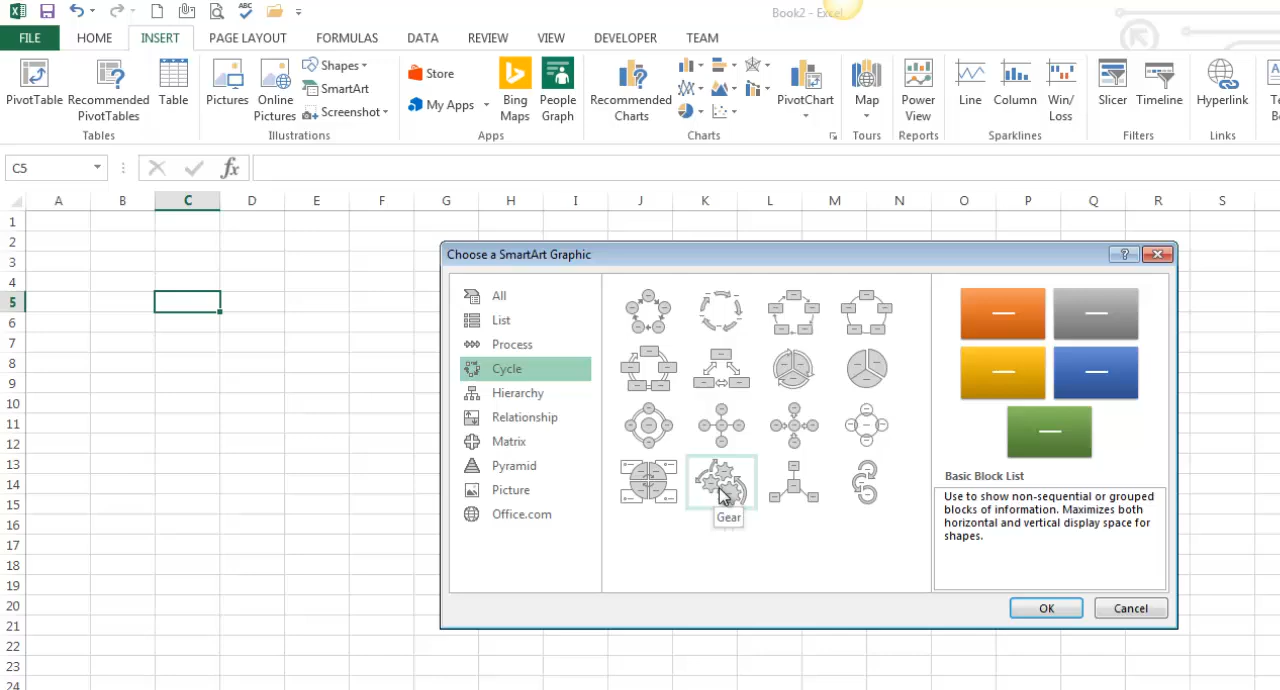 Book2 - Excel
FILE HOME INSERT PAGE LAYOUT FORMULAS DATA REVIEW VIEW DEVELOPER TEAM
PivotTable
Recommended
PivotTables
Table
Tables
Pictures
Online
Pictures
Shapes
SmartArt
Screenshot
Illustrations
Store
My Apps
Bing
Maps
People
Graph
Apps
Recommended
Charts
PivotChart
Charts
Map
Tours
Power
View
Reports
Line
Column
Win/
Loss
Sparklines
Slicer
Timeline
Filters
Hyperlink
Links
C5
fx
A B C D E F G H I J K L M N O P Q R S
1
2
3
4
5
6
7
8
9
10
11
12
13
14
15
16
17
18
19
20
21
22
23
24
Choose a SmartArt Graphic
All
List
Process
Cycle
Hierarchy
Relationship
Matrix
Pyramid
Picture
Office.com
Gear
Basic Block List
Use to show non-sequential or grouped
blocks of information. Maximizes both
horizontal and vertical display space for
shapes.
OK
Cancel